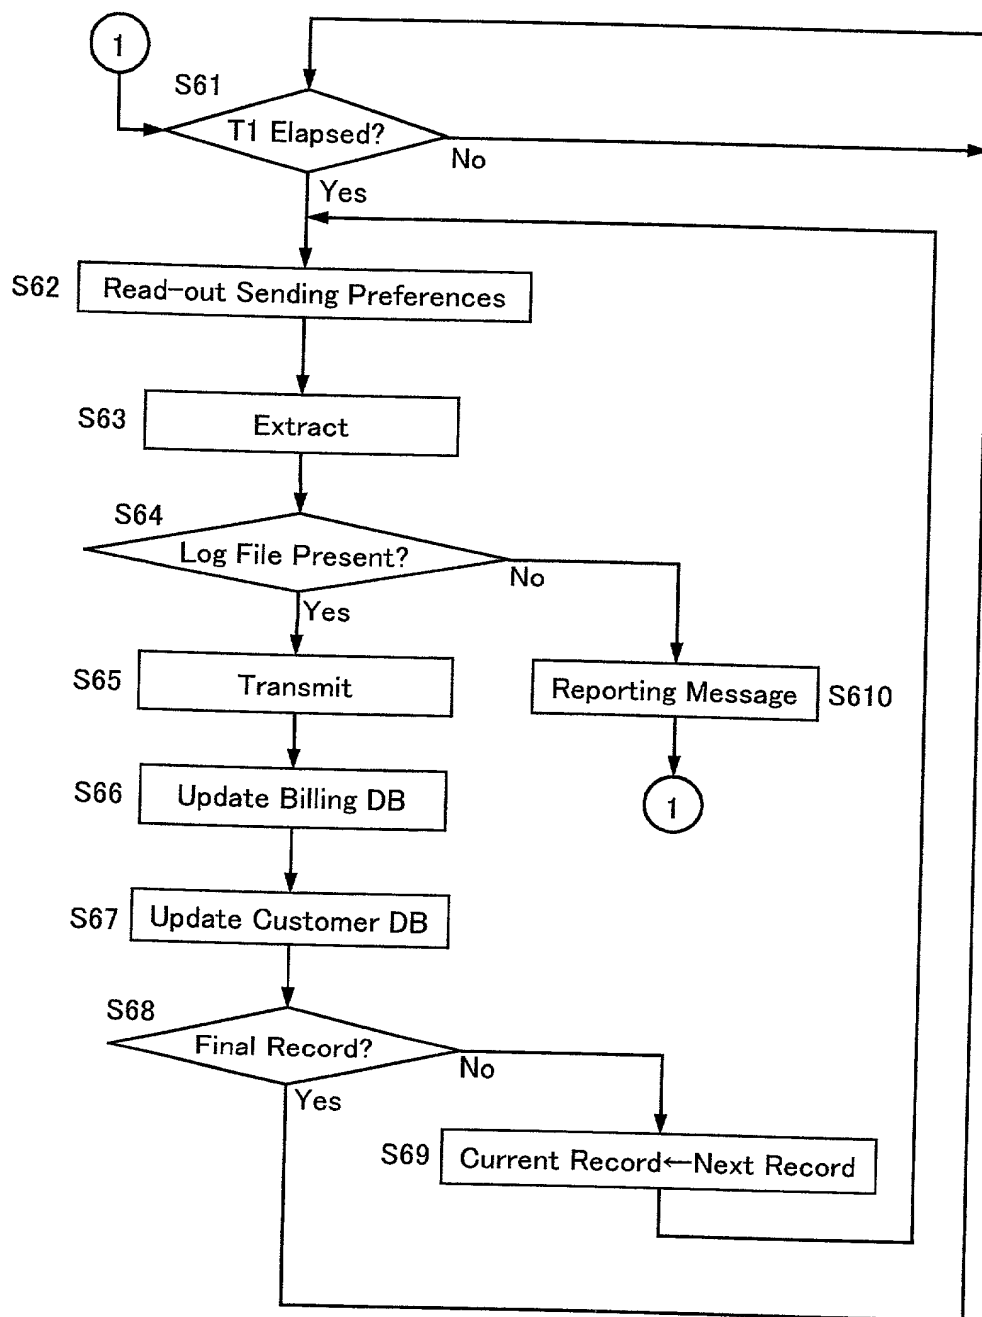 1
S61
T1 Elapsed?
No
Yes
S62
Read-out Sending Preferences
S63
Extract
S64
Log File Present?
No
Yes
S65
Transmit
Reporting Message
S610
S66
Update Billing DB
1
S67
Update Customer DB
S68
Final Record?
No
Yes
S69
Current Record←Next Record